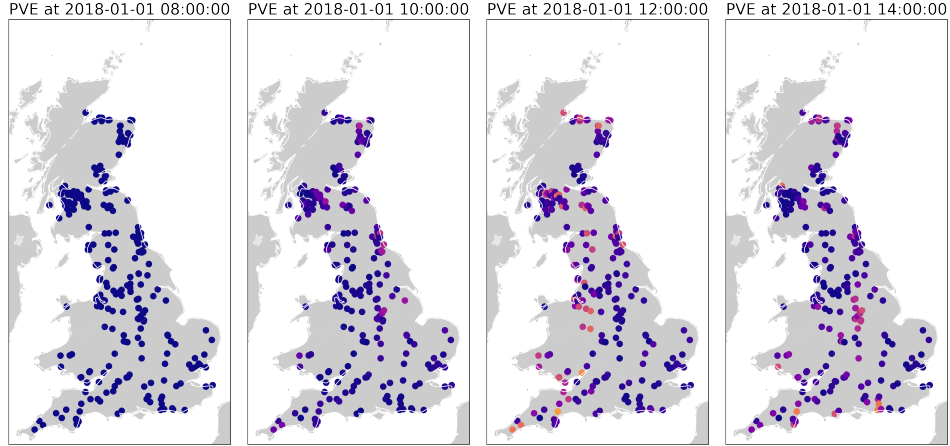 PVE at 2018-01-01 08:00:00
PVE at 2018-01-01 10:00:00
PVE at 2018-01-01 12:00:00
PVE at 2018-01-01 14:00:00